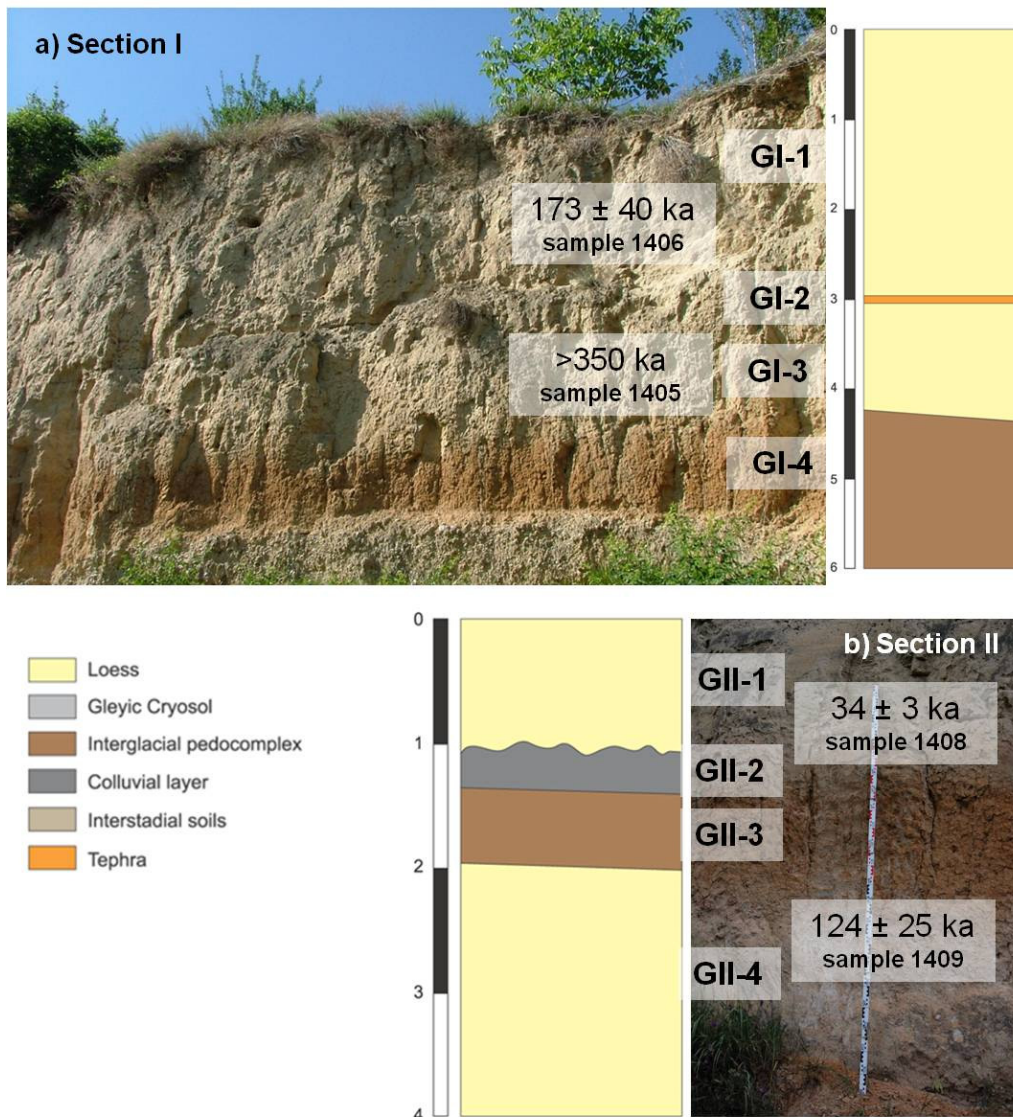 a) Section I
GI-1
173 ± 40 ka
sample 1406
GI-2
>350 ka
sample 1405
GI-3
GI-4
0
1
2
3
4
5
6
0
1
2
3
4
Loess
Gleyic Cryosol
Interglacial pedocomplex
Colluvial layer
Interstadial soils
Tephra
b) Section II
GII-1
34 ± 3 ka
sample 1408
GII-2
GII-3
124 ± 25 ka
sample 1409
GII-4